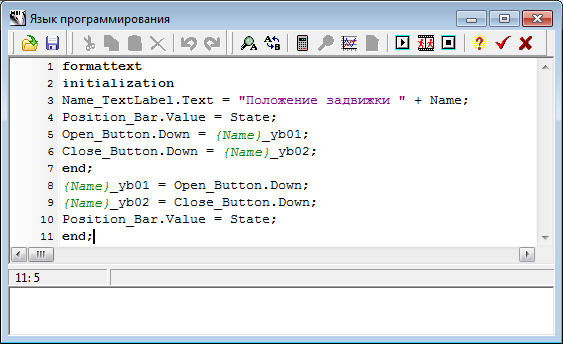 Язык программирования
1 formattext
2 initialization
3 Name_TextLabel.Text = "Положение задвижки " + Name;
4 Position_Bar.Value = State;
5 Open_Button.Down = {Name}_yb01;
6 Close_Button.Down = {Name}_yb02;
7 end;
8 {Name}_yb01 = Open_Button.Down;
9 {Name}_yb02 = Close_Button.Down;
10 Position_Bar.Value = State;
11 end;
11: 5